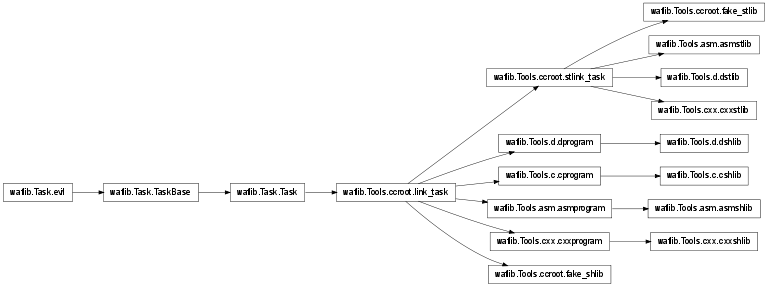 waflib.Tools.ccroot.fake_stlib
waflib.Tools.asm.asmstlib
waflib.Tools.ccroot.stlink_task
waflib.Tools.d.dstlib
waflib.Tools.cxx.cxxstlib
waflib.Tools.d.dprogram
waflib.Tools.d.dshlib
waflib.Tools.c.cprogram
waflib.Tools.c.cshlib
waflib.Task.evil
waflib.Task.TaskBase
waflib.Task.Task
waflib.Tools.ccroot.link_task
waflib.Tools.asm.asmprogram
waflib.Tools.asm.asmshlib
waflib.Tools.cxx.cxxprogram
waflib.Tools.cxx.cxxshlib
waflib.Tools.ccroot.fake_shlib